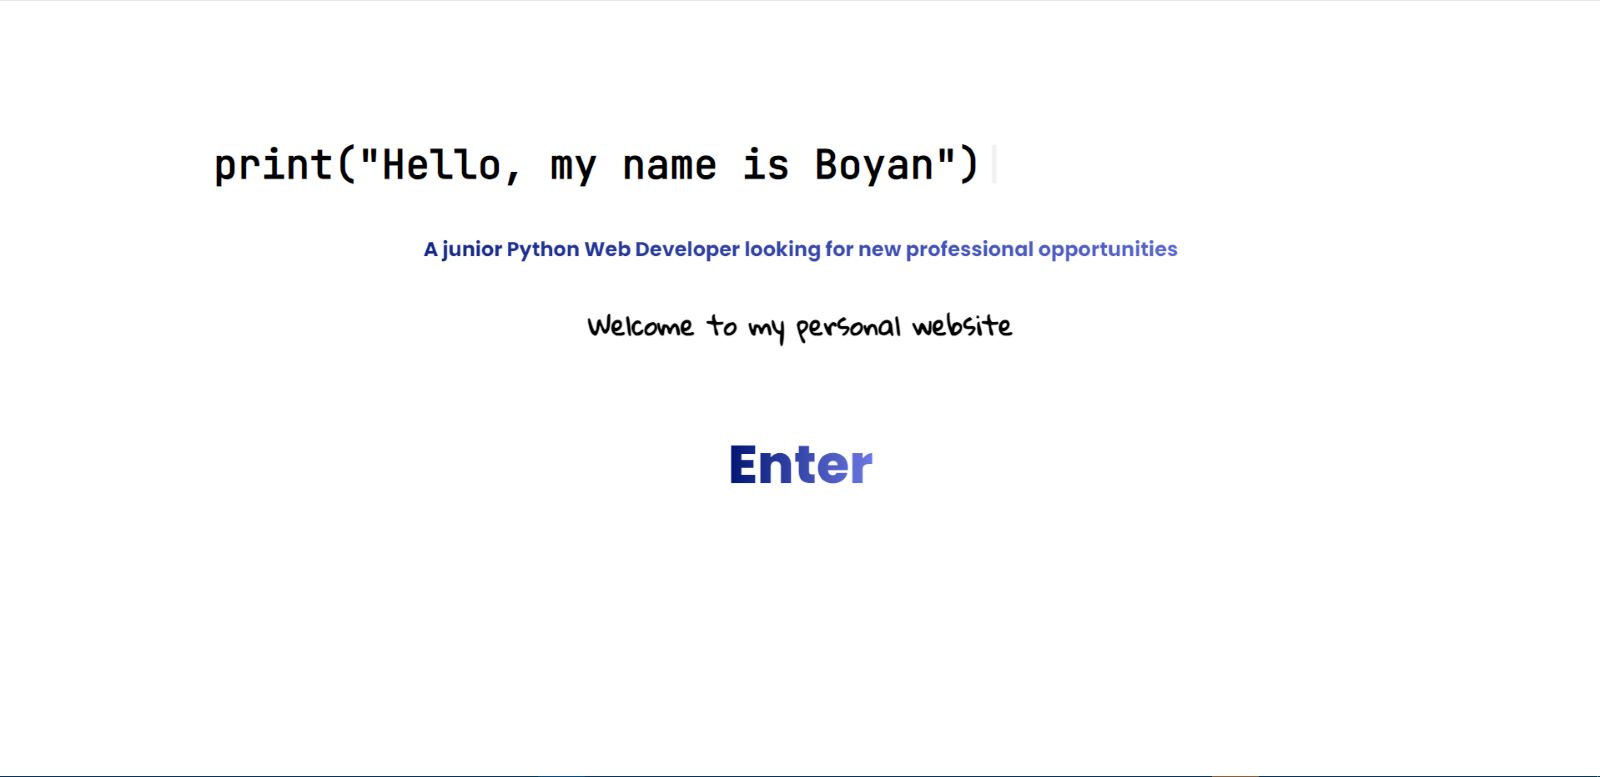 print("Hello, my name is Boyan")
A junior Python Web Developer looking for new professional opportunities
Welcome to my personal website
Enter